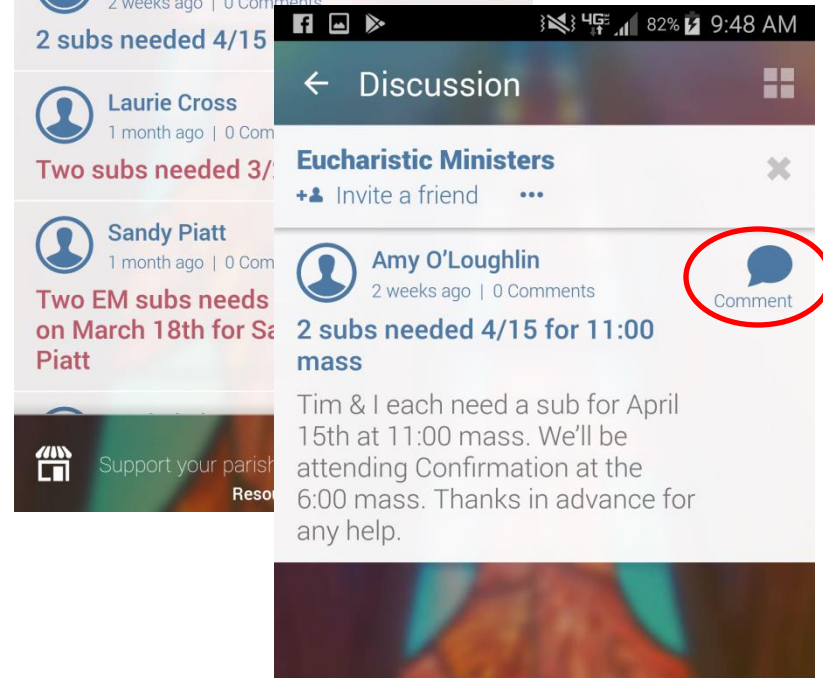 2 weeks ago | 0 Comments
2 subs needed 4/15
Laurie Cross
1 month ago | 0 Com
Two subs needed 3/
Sandy Piatt
1 month ago | 0 Com
Two EM subs needs
on March 18th for Sa
Piatt
Support your parish
Resou
82% 9:48 AM
Discussion
Eucharistic Ministers
Invite a friend
Amy O'Loughlin
2 weeks ago | 0 Comments
Comment
2 subs needed 4/15 for 11:00
mass
Tim & I each need a sub for April
15th at 11:00 mass. We'll be
attending Confirmation at the
6:00 mass. Thanks in advance for
any help.